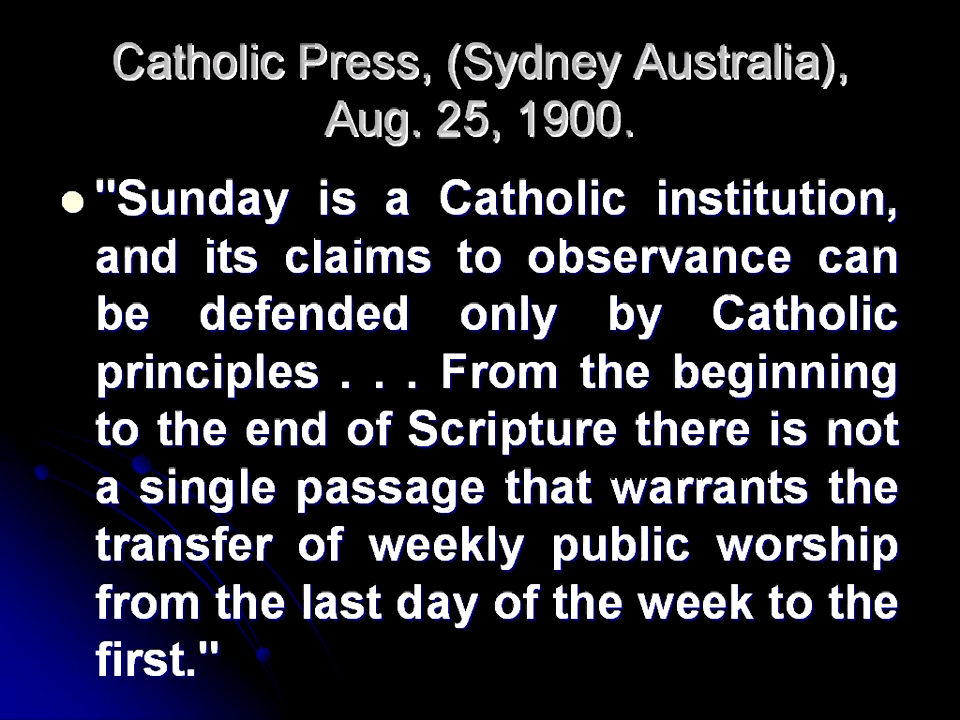 Catholic Press, (Sydney Australia),
Aug. 25, 1900.
"Sunday is a Catholic institution,
and its claims to observance can
be defended only by Catholic
principles . . . From the beginning
to the end of Scripture there is not
a single passage that warrants the
transfer of weekly public worship
from the last day of the week to the
first."